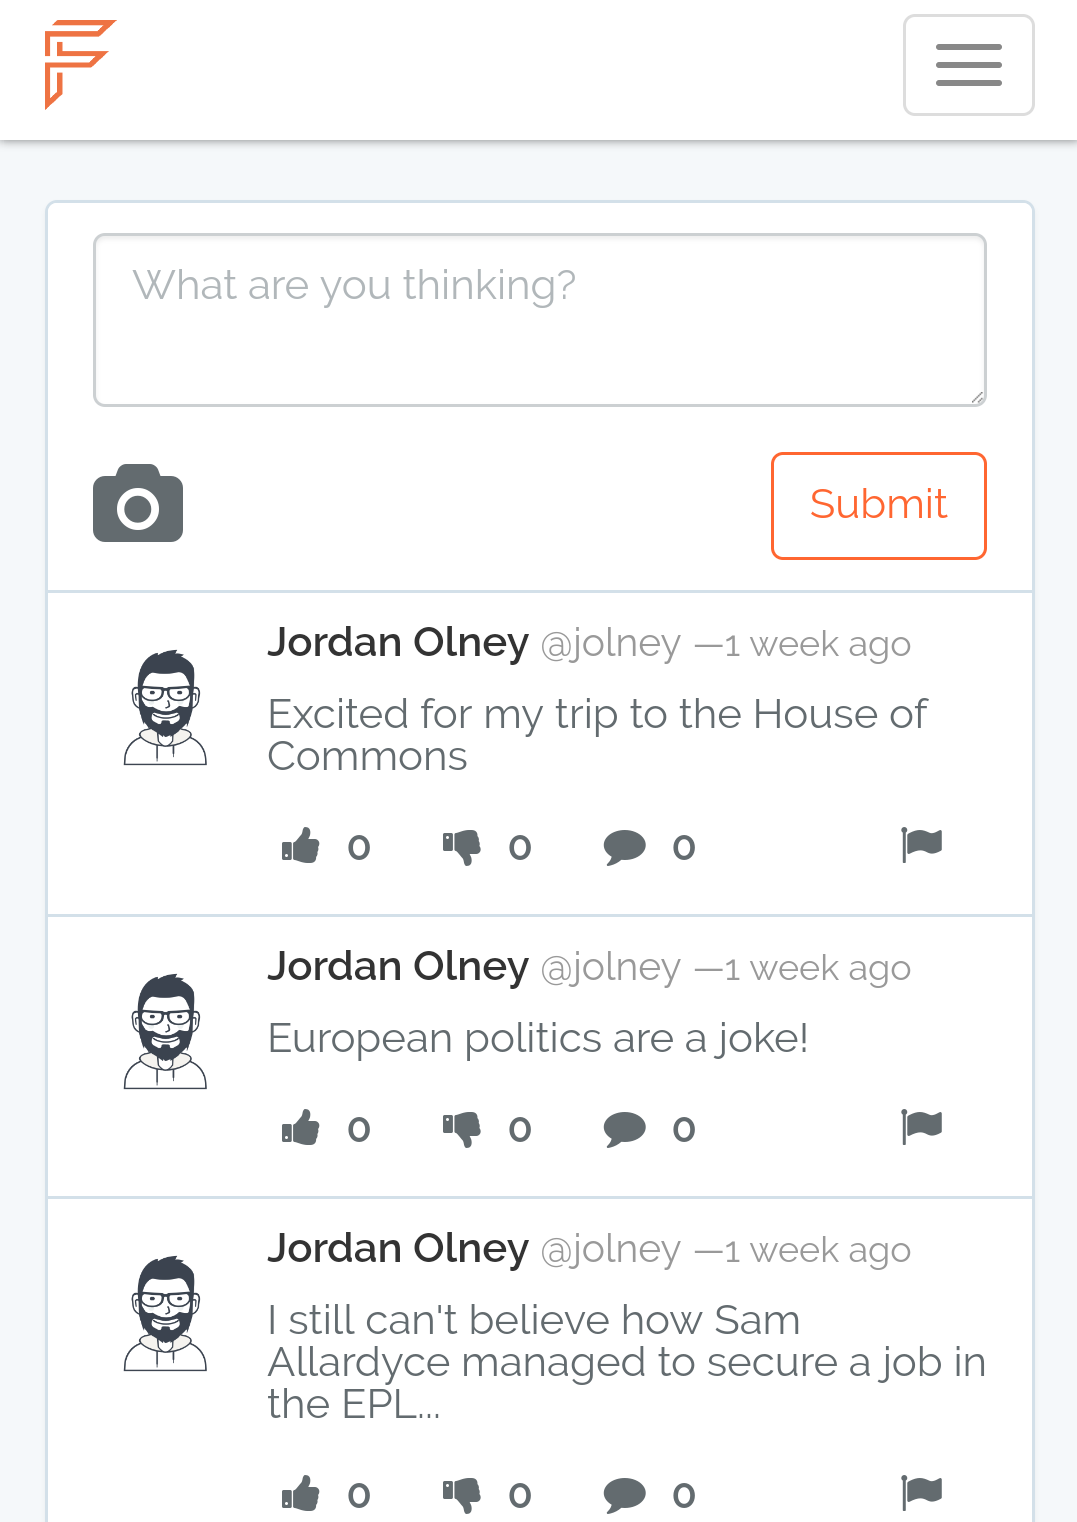 What are you thinking?
Submit
Jordan Olney @jolney —1 week ago
Excited for my trip to the House of
Commons
0 0 0
Jordan Olney @jolney —1 week ago
European politics are a joke!
0 0 0
Jordan Olney @jolney —1 week ago
I still can't believe how Sam
Allardyce managed to secure a job in
the EPL...
0 0 0